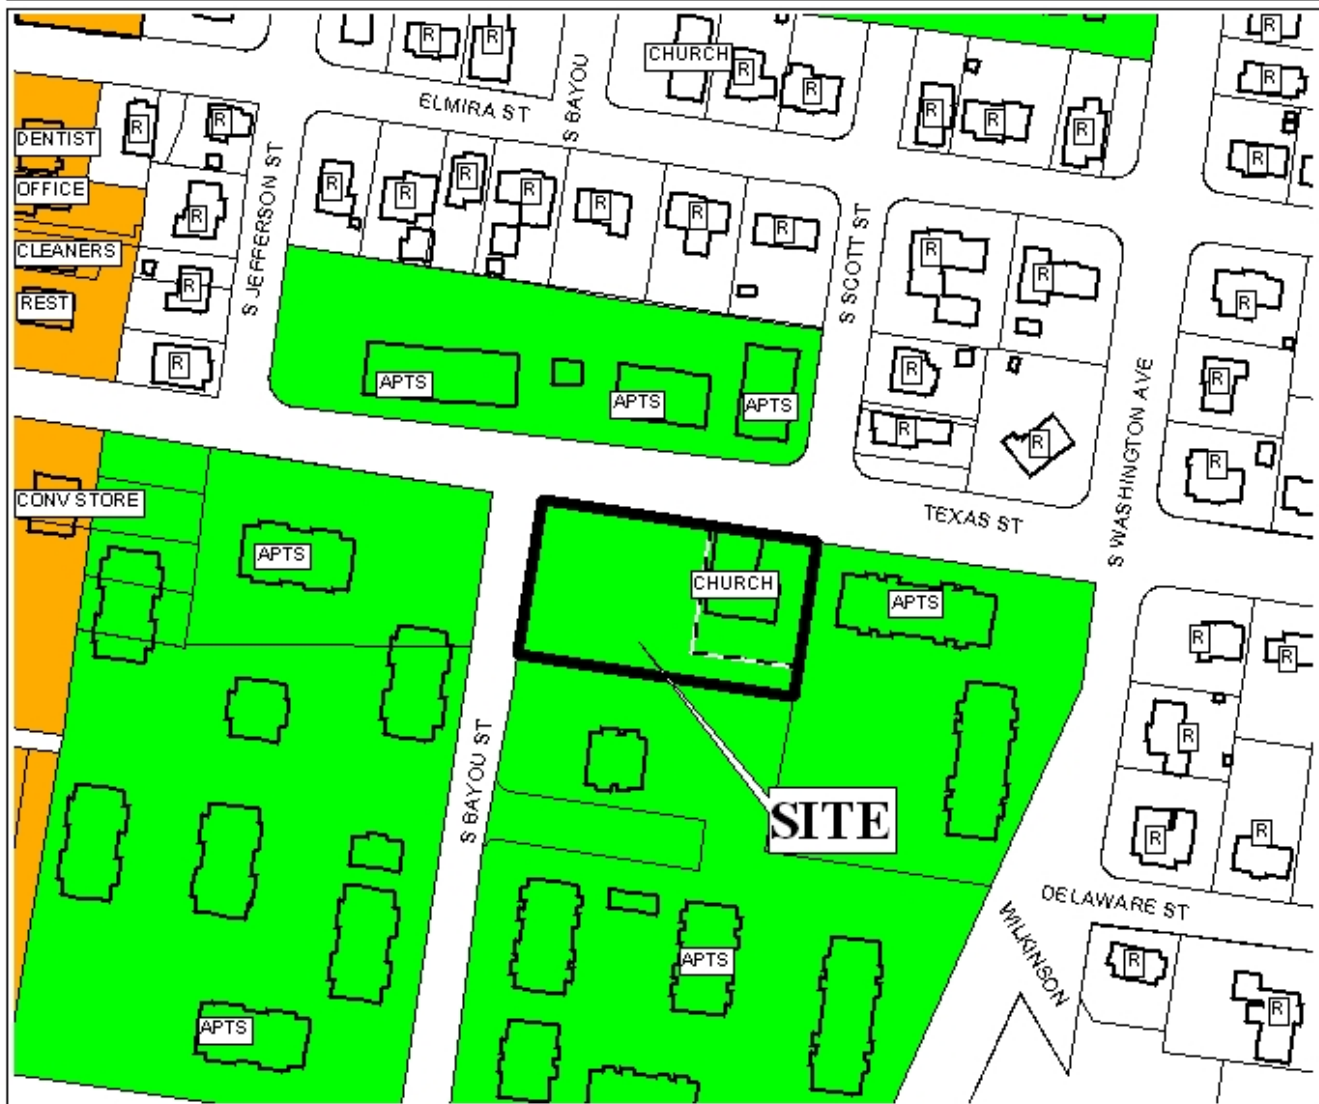 R
R
R
CHURCH
R
R
ELMIRA ST
S BAYOU
R
R
R
R
R
R
DENTIST
R
R
OFFICE
R
CLEANERS
R
REST
R
S JEFFERSON ST
R
R
R
R
R
R
R
S SCOTT ST
R
R
R
R
R
R
R
R
S WASHINGTON AVE
APTS
APTS
APTS
TEXAS ST
CONV STORE
APTS
CHURCH
APTS
R
R
R
R
R
S BAYOU ST
SITE
DELAWARE ST
WILKINSON
APTS
R
R
APTS